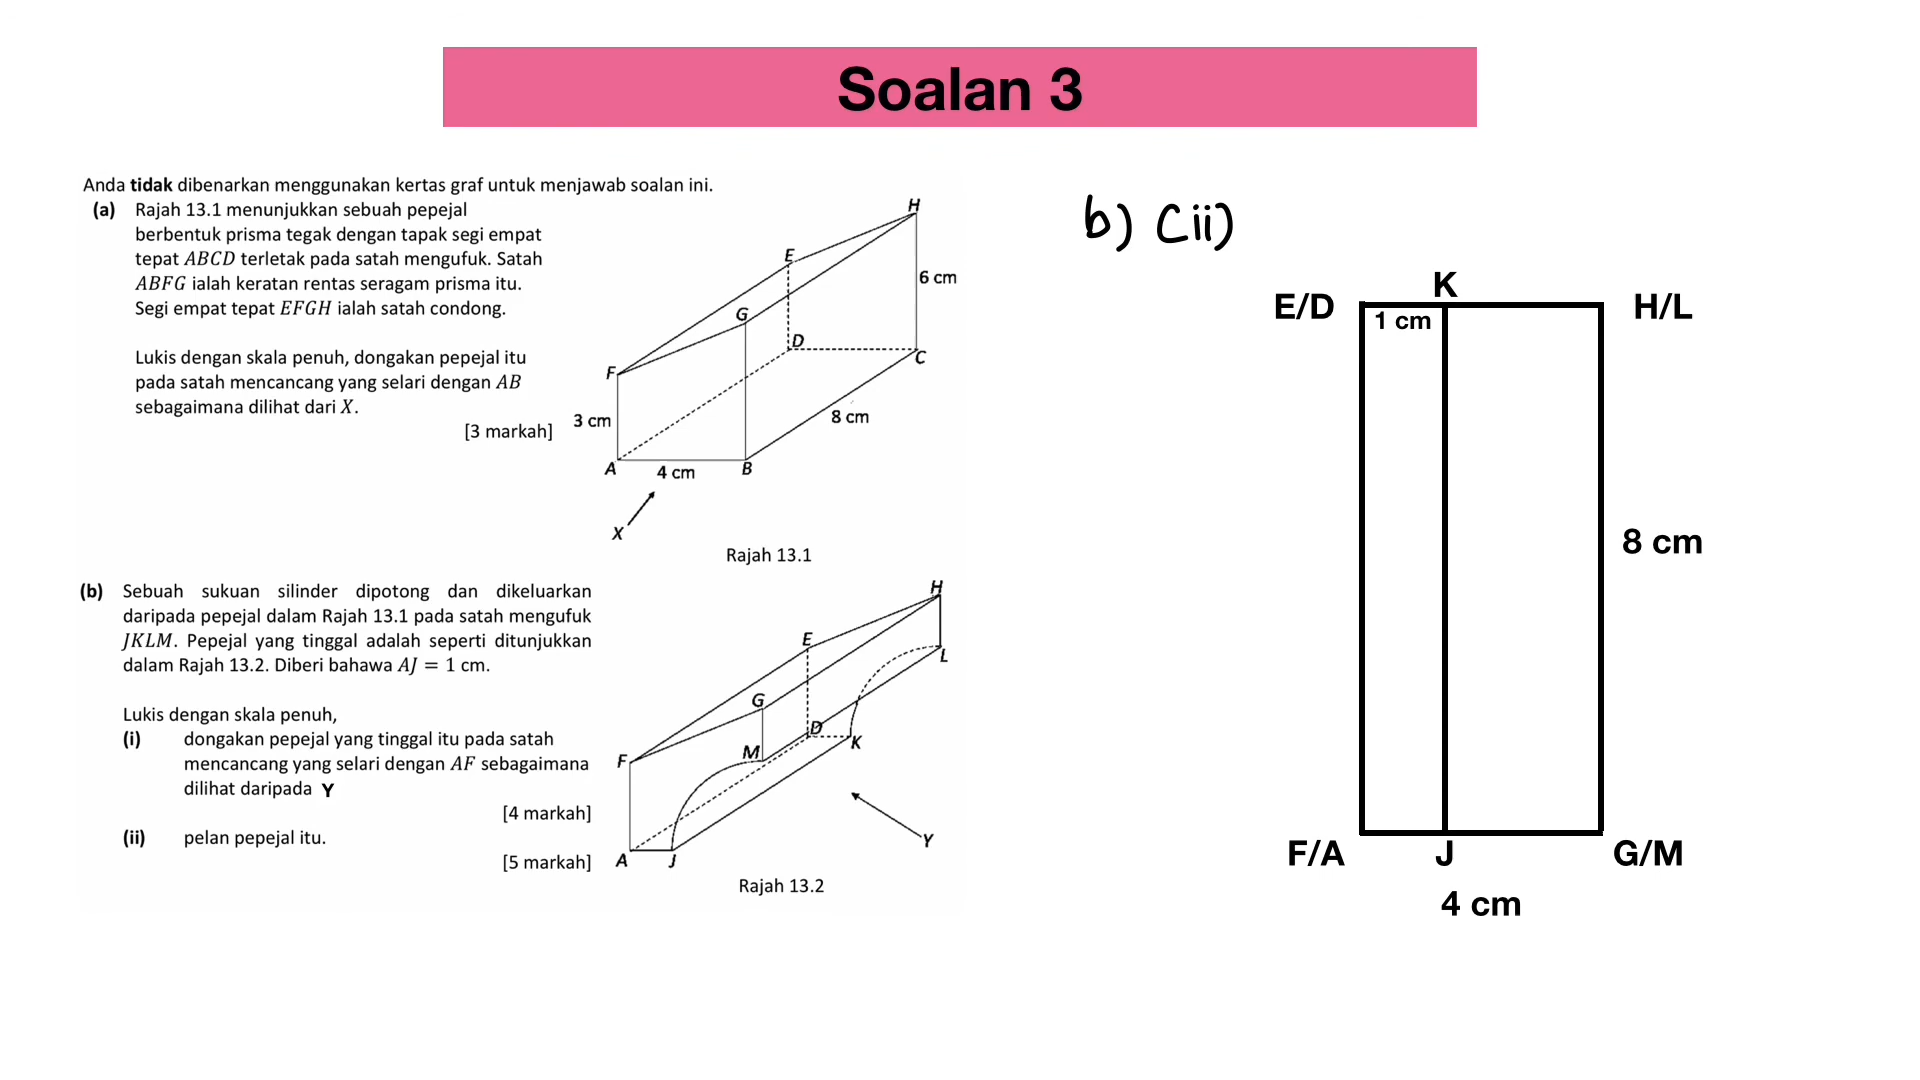 Soalan 3
Anda tidak dibenarkan menggunakan kertas graf untuk menjawab soalan ini.
(a) Rajah 13.1 menunjukkan sebuah pepejal
berbentuk prisma tegak dengan tapak segi empat
tepat ABCD terletak pada satah mengufuk. Satah
ABFG ialah keratan rentas seragam prisma itu.
Segi empat tepat EFGH ialah satah condong.
Lukis dengan skala penuh, dongakan pepejal itu
pada satah mencancang yang selari dengan AB
sebagaimana dilihat dari X.
[3 markah]
H
E
6 cm
G
D
C
F
3 cm
8 cm
A
4 cm
B
X
Rajah 13.1
(b) Sebuah sukuan silinder dipotong dan dikeluarkan
daripada pepejal dalam Rajah 13.1 pada satah mengufuk
JKLM. Pepejal yang tinggal adalah seperti ditunjukkan
dalam Rajah 13.2. Diberi bahawa AJ = 1 cm.
Lukis dengan skala penuh,
(i) dongakan pepejal yang tinggal itu pada satah
mencancang yang selari dengan AF sebagaimana
dilihat daripada Y
[4 markah]
(ii) pelan pepejal itu.
[5 markah]
H
E
L
G
D
K
M
F
Y
A
J
Rajah 13.2
b) (ii)
K
E/D
H/L
1 cm
8 cm
F/A
J
G/M
4 cm